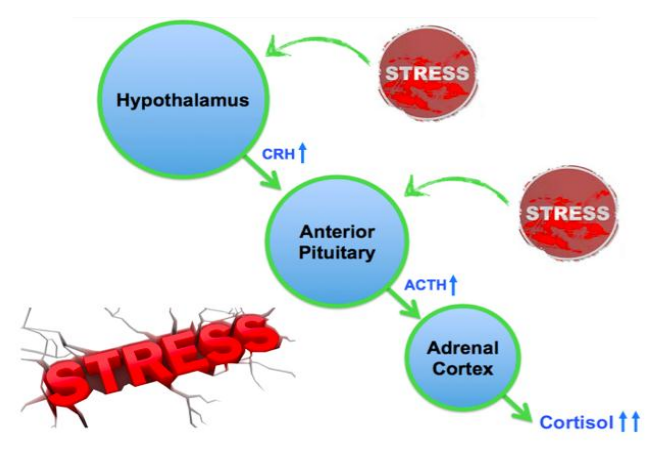 STRESS
Hypothalamus
CRH ↑
STRESS
Anterior
Pituitary
ACTH ↑
STRESS
Adrenal
Cortex
Cortisol ↑↑